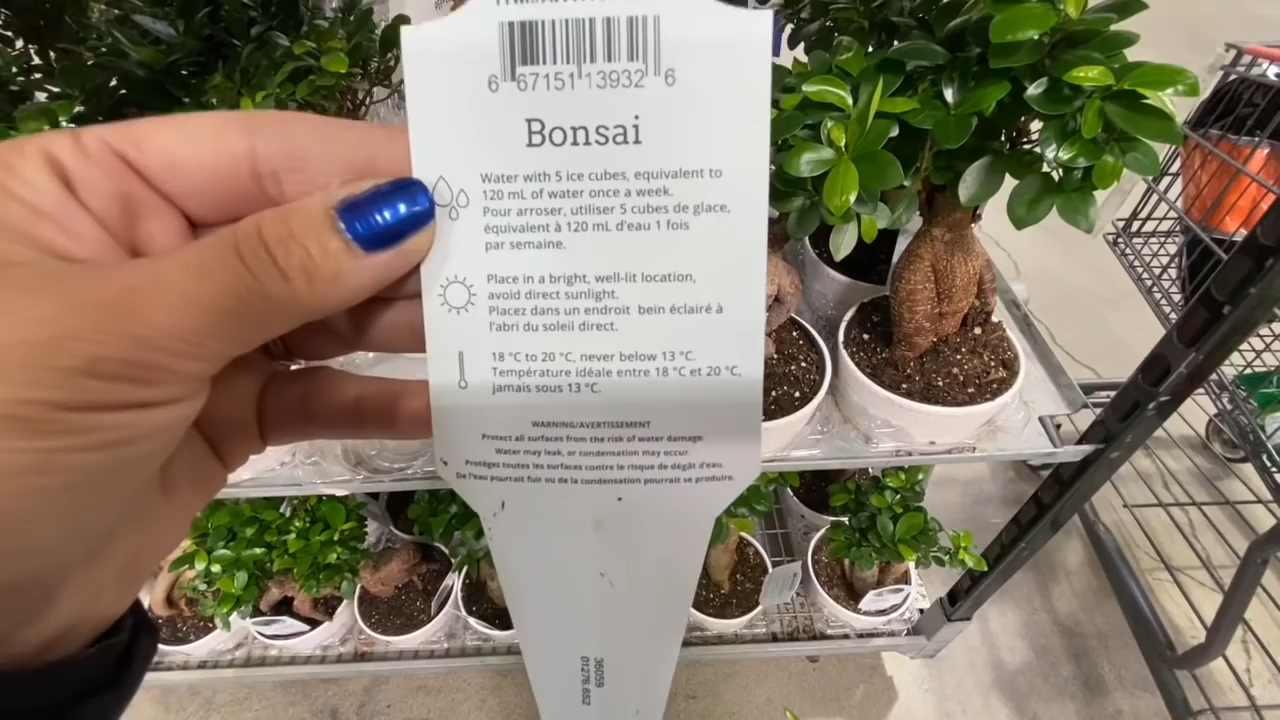 6 67151 13932 6
Bonsai
Water with 5 ice cubes, equivalent to
120 mL of water once a week.
Pour arroser, utiliser 5 cubes de glace,
équivalent à 120 mL d'eau 1 fois
par semaine.
Place in a bright, well-lit location,
avoid direct sunlight.
Placez dans un endroit bein éclairé à
l'abri du soleil direct.
18 °C to 20 °C, never below 13 °C.
Température idéale entre 18 °C et 20 °C,
jamais sous 13 °C.
WARNING/AVERTISSEMENT
Protect all surfaces from the risk of water damage.
Water may leak, or condensation may occur.
Protégez toutes les surfaces contre le risque de dégât d'eau.
De l'eau pourrait fuir ou de la condensation pourrait se produire.
36059
01276.652